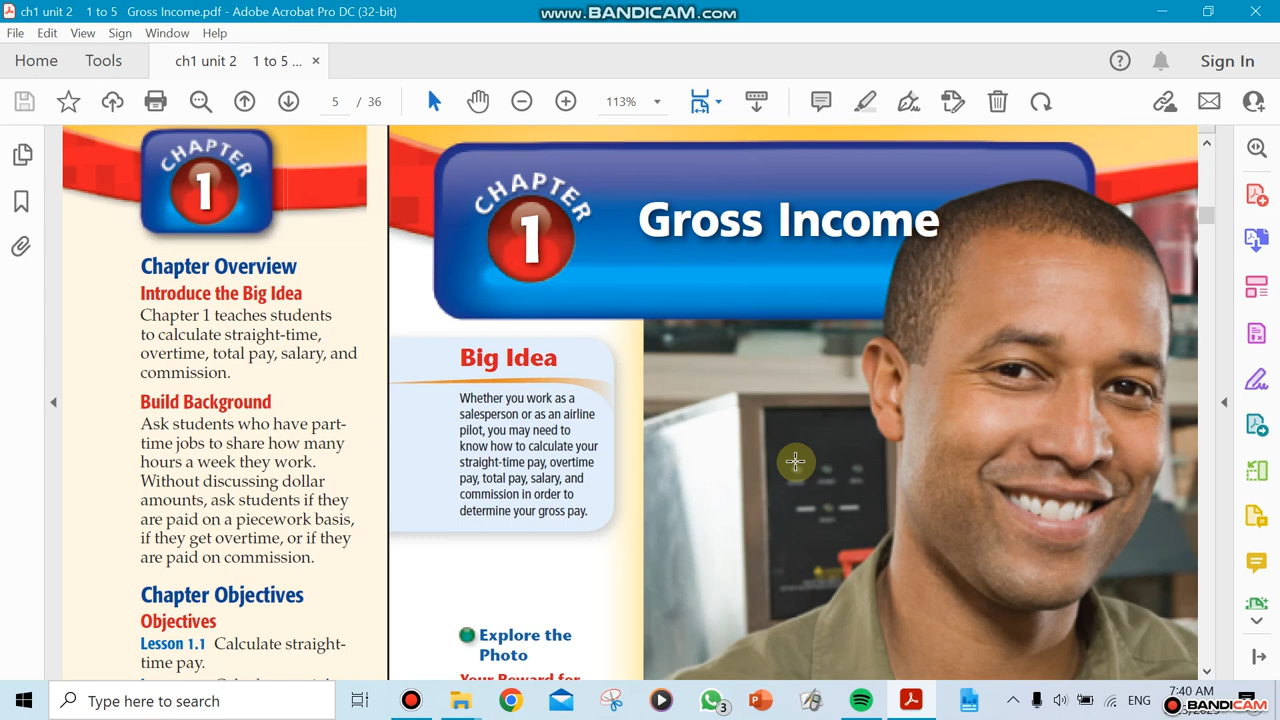 ch1 unit 2 1 to 5 Gross Income.pdf - Adobe Acrobat Pro DC (32-bit)
www.BANDICAM.com
File Edit View Sign Window Help
Home Tools ch1 unit 2 1 to 5 ... ×
Sign In
5 / 36 113%
CHAPTER
1
Chapter Overview
Introduce the Big Idea
Chapter 1 teaches students
to calculate straight-time,
overtime, total pay, salary, and
commission.
Build Background
Ask students who have part-
time jobs to share how many
hours a week they work.
Without discussing dollar
amounts, ask students if they
are paid on a piecework basis,
if they get overtime, or if they
are paid on commission.
Chapter Objectives
Objectives
Lesson 1.1 Calculate straight-
time pay.
CHAPTER
1
Gross Income
Big Idea
Whether you work as a
salesperson or as an airline
pilot, you may need to
know how to calculate your
straight-time pay, overtime
pay, total pay, salary, and
commission in order to
determine your gross pay.
Explore the
Photo
Your Reward for
Type here to search
3
ENG
7:40 AM
BANDICAM